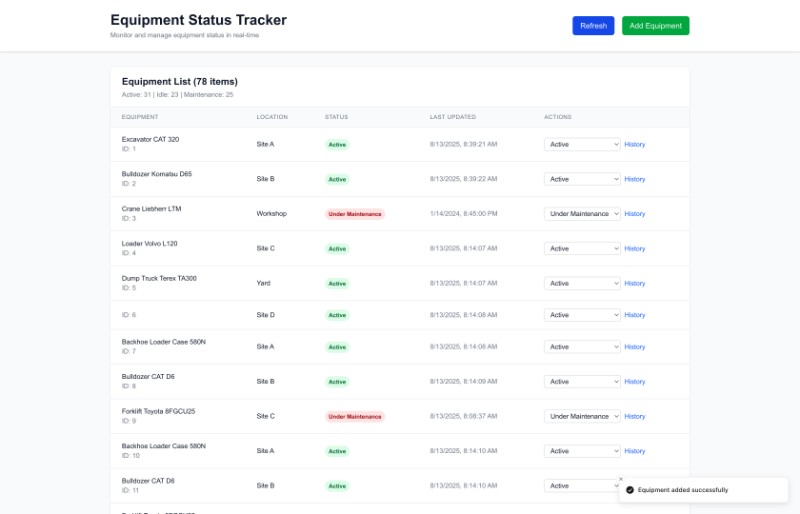 Equipment Status Tracker
Monitor and manage equipment status in real-time
Refresh
Add Equipment
Equipment List (78 items)
Active: 31 | Idle: 23 | Maintenance: 25
EQUIPMENT LOCATION STATUS LAST UPDATED ACTIONS
Excavator CAT 320
ID: 1
Site A Active 8/13/2025, 8:39:21 AM Active History
Bulldozer Komatsu D65
ID: 2
Site B Active 8/13/2025, 8:39:22 AM Active History
Crane Liebherr LTM
ID: 3
Workshop Under Maintenance 1/14/2024, 8:45:00 PM Under Maintenance History
Loader Volvo L120
ID: 4
Site C Active 8/13/2025, 8:14:07 AM Active History
Dump Truck Terex TA300
ID: 5
Yard Active 8/13/2025, 8:14:07 AM Active History
ID: 6 Site D Active 8/13/2025, 8:14:08 AM Active History
Backhoe Loader Case 580N
ID: 7
Site A Active 8/13/2025, 8:14:08 AM Active History
Bulldozer CAT D6
ID: 8
Site B Active 8/13/2025, 8:14:09 AM Active History
Forklift Toyota 8FGCU25
ID: 9
Site C Under Maintenance 8/13/2025, 8:08:37 AM Under Maintenance History
Backhoe Loader Case 580N
ID: 10
Site A Active 8/13/2025, 8:14:10 AM Active History
Bulldozer CAT D6
ID: 11
Site B Active 8/13/2025, 8:14:10 AM Active
Equipment added successfully